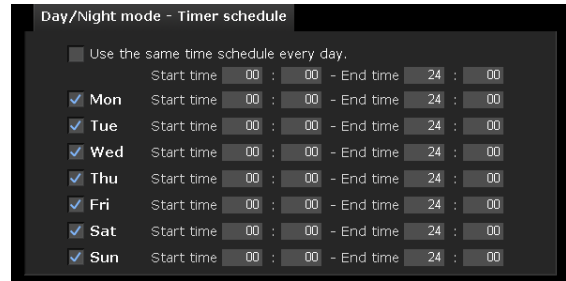 Day/Night mode - Timer schedule
Use the same time schedule every day.
Start time 00 : 00 - End time 24 : 00
Mon Start time 00 : 00 - End time 24 : 00
Tue Start time 00 : 00 - End time 24 : 00
Wed Start time 00 : 00 - End time 24 : 00
Thu Start time 00 : 00 - End time 24 : 00
Fri Start time 00 : 00 - End time 24 : 00
Sat Start time 00 : 00 - End time 24 : 00
Sun Start time 00 : 00 - End time 24 : 00